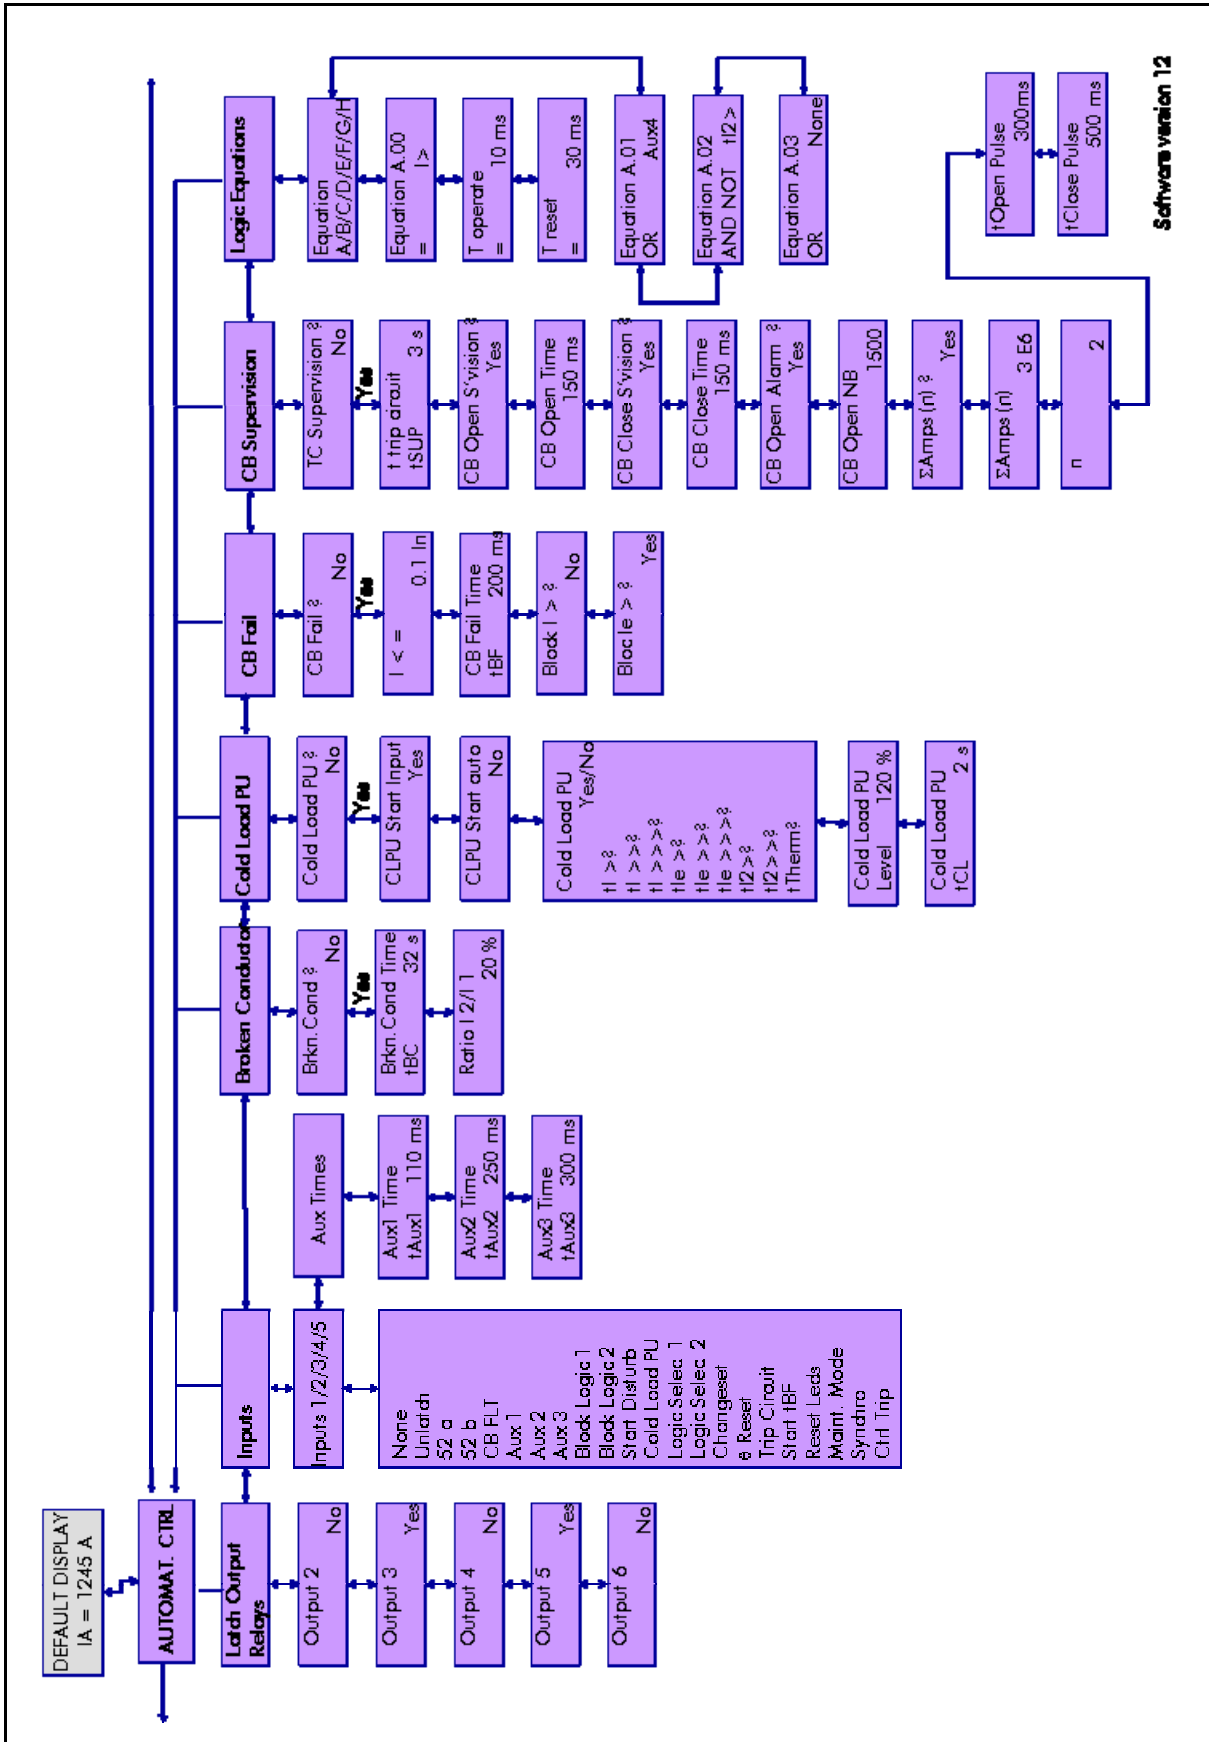 DEFAULT DISPLAY
IA = 1245 A
AUTOMAT. CTRL
Latch Output
Relays
Output 2
No
Output 3
Yes
Output 4
No
Output 5
Yes
Output 6
No
Inputs
Inputs 1/2/3/4/5
None
Unlatch
52 a
52 b
CB FLT
Aux 1
Aux 2
Aux 3
Block Logic 1
Block Logic 2
Start Disturb
Cold Load PU
Logic Selec 1
Logic Selec 2
Changeset
θ Reset
Trip Circuit
Start tBF
Reset Leds
Maint. Mode
Synchro
Ctrl Trip
Aux Times
Aux1 Time
tAux1 110 ms
Aux2 Time
tAux2 250 ms
Aux3 Time
tAux3 300 ms
Broken Conductor
Brkn.Cond ?
No
Yes
Brkn. Cond Time
tBC 32 s
Ratio I 2/I 1
20 %
Cold Load PU
Cold Load PU ?
No
Yes
CLPU Start Input
Yes
CLPU Start auto
No
Cold Load PU
Yes/No
tI >?
tI > >?
tI > > >?
tIe >?
tIe > >?
tIe > > >?
tI2>?
tI2> >?
tTherm?
Cold Load PU
Level 120 %
Cold Load PU
tCL 2 s
CB Fail
CB Fail ?
No
Yes
I < =
0.1 In
CB Fail Time
tBF 200 ms
Block I > ?
No
Bloc Ie > ?
Yes
CB Supervision
TC Supervision ?
No
Yes
t trip circuit
tSUP 3 s
CB Open S'vision ?
Yes
CB Open Time
150 ms
CB Close S'vision ?
Yes
CB Close Time
150 ms
CB Open Alarm ?
Yes
CB Open NB
1500
ΣAmps (n) ?
Yes
ΣAmps (n)
3 E6
n
2
tOpen Pulse
300ms
tClose Pulse
500 ms
Logic Equations
Equation
A/B/C/D/E/F/G/H
Equation A.00
= I >
T operate
= 10 ms
T reset
= 30 ms
Equation A.01
OR Aux4
Equation A.02
AND NOT tI2 >
Equation A.03
OR None
Software version 12